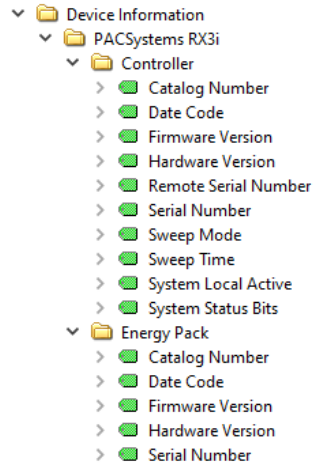 Device Information
PACSystems RX3i
Controller
Catalog Number
Date Code
Firmware Version
Hardware Version
Remote Serial Number
Serial Number
Sweep Mode
Sweep Time
System Local Active
System Status Bits
Energy Pack
Catalog Number
Date Code
Firmware Version
Hardware Version
Serial Number